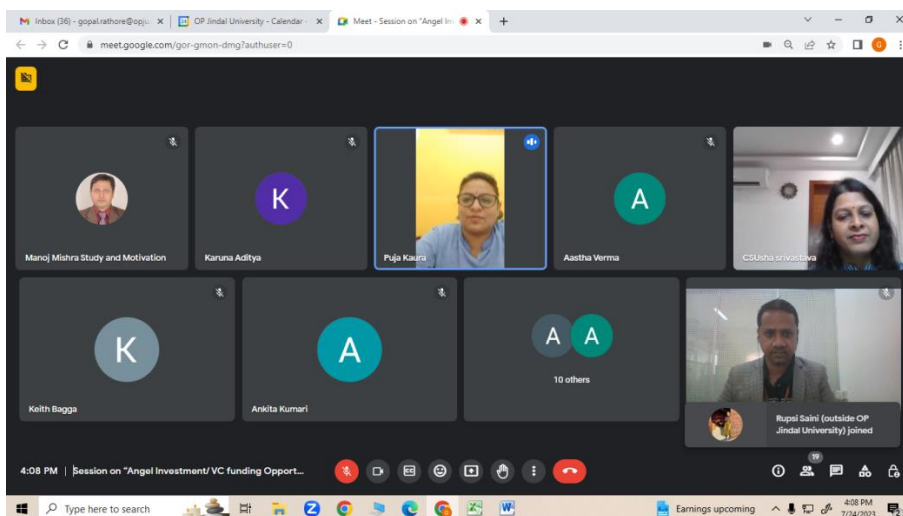 Inbox (36) - gopal.rathore@opju
OP Jindal University - Calendar -
Meet - Session on "Angel In
meet.google.com/gor-gmon-dmg?authuser=0
G
K
A
Manoj Mishra Study and Motivation
Karuna Aditya
Puja Kaura
Aastha Verma
CSUsha srivastava
K
A
A A
10 others
Keith Bagga
Ankita Kumari
Rupsi Saini (outside OP
Jindal University) joined
19
4:08 PM | Session on "Angel Investment/ VC funding Opport...
CC
Type here to search
Earnings upcoming
4:08 PM
7/24/2023